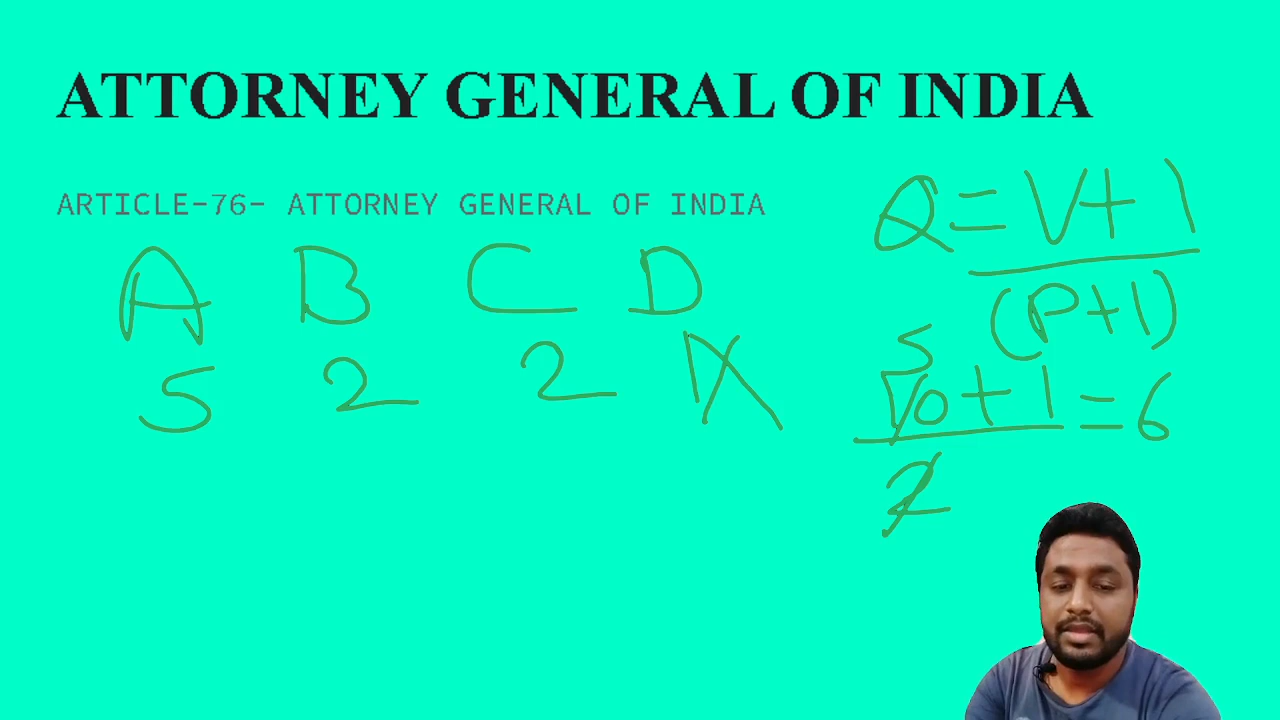 ATTORNEY GENERAL OF INDIA
ARTICLE-76- ATTORNEY GENERAL OF INDIA
Q = V+1
(P+1)
A B C D
5 2 2 1
5
10+1 = 6
2